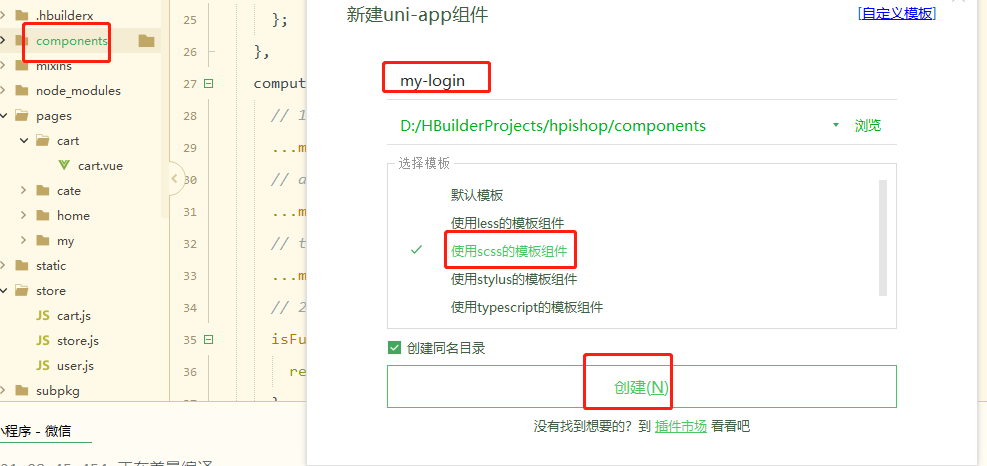 .hbuilderx
components
mixins
node_modules
pages
cart
cart.vue
cate
home
my
static
store
cart.js
store.js
user.js
subpkg
25 };
26 },
27 comput
28 // 1
29 ...m
30 // a
31 ...m
32 // t
33 ...m
34 // 2
35 isFu
36 re
新建uni-app组件
[自定义模板]
my-login
D:/HBuilderProjects/hpishop/components
浏览
选择模板
默认模板
使用less的模板组件
使用scss的模板组件
使用stylus的模板组件
使用typescript的模板组件
创建同名目录
创建(N)
没有找到想要的？到 插件市场 看看吧
小程序 - 微信